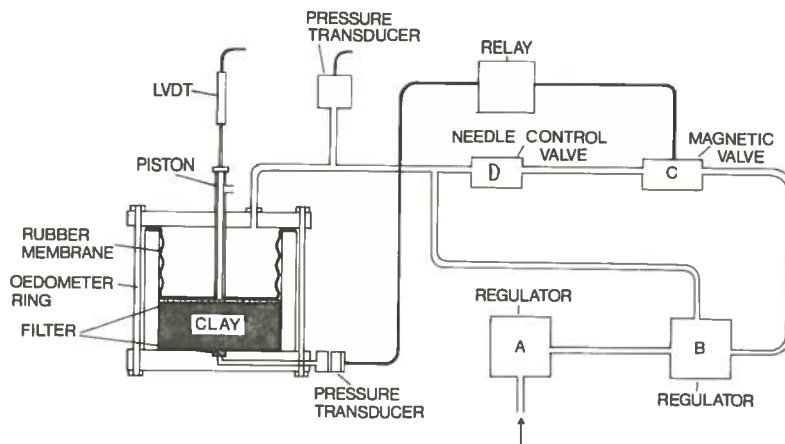 PRESSURE
TRANSDUCER
RELAY
LVDT
NEEDLE CONTROL
VALVE
MAGNETIC
VALVE
PISTON
D
C
RUBBER
MEMBRANE
OEDOMETER
RING
REGULATOR
FILTER
CLAY
A
B
PRESSURE
TRANSDUCER
REGULATOR